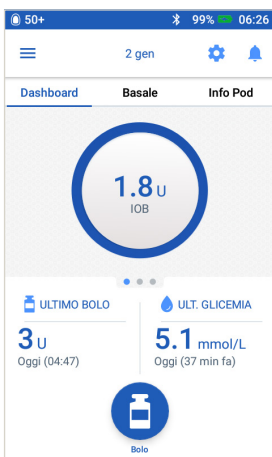 50+ 99% 06:26
2 gen
Dashboard Basale Info Pod
1.8 U
IOB
ULTIMO BOLO ULT. GLICEMIA
3 U 5.1 mmol/L
Oggi (04:47) Oggi (37 min fa)
Bolo